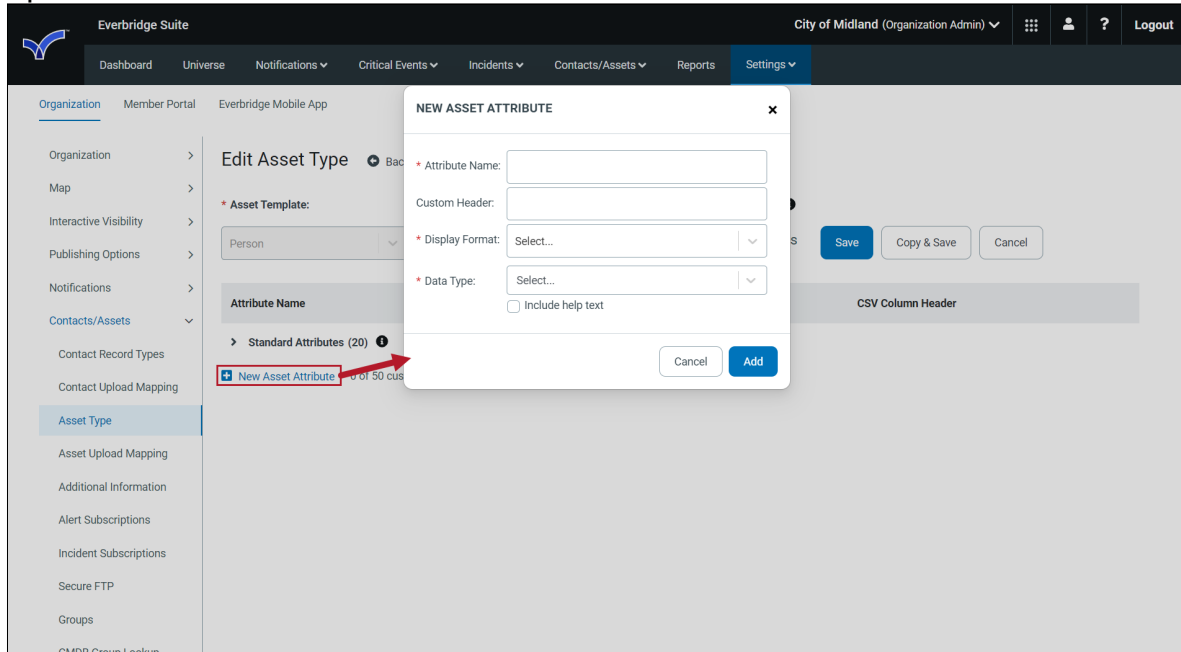 Everbridge Suite
City of Midland (Organization Admin)
?
Logout
Dashboard Universe Notifications Critical Events Incidents Contacts/Assets Reports Settings
Organization Member Portal Everbridge Mobile App
NEW ASSET ATTRIBUTE
Organization
Edit Asset Type
* Attribute Name:
Map
* Asset Template:
Custom Header:
Interactive Visibility
Person
* Display Format: Select...
Save Copy & Save Cancel
Publishing Options
* Data Type: Select...
Notifications
Attribute Name
Include help text
CSV Column Header
Contacts/Assets
Standard Attributes (20)
Contact Record Types
Cancel Add
New Asset Attribute 0 of 50
Contact Upload Mapping
Asset Type
Asset Upload Mapping
Additional Information
Alert Subscriptions
Incident Subscriptions
Secure FTP
Groups